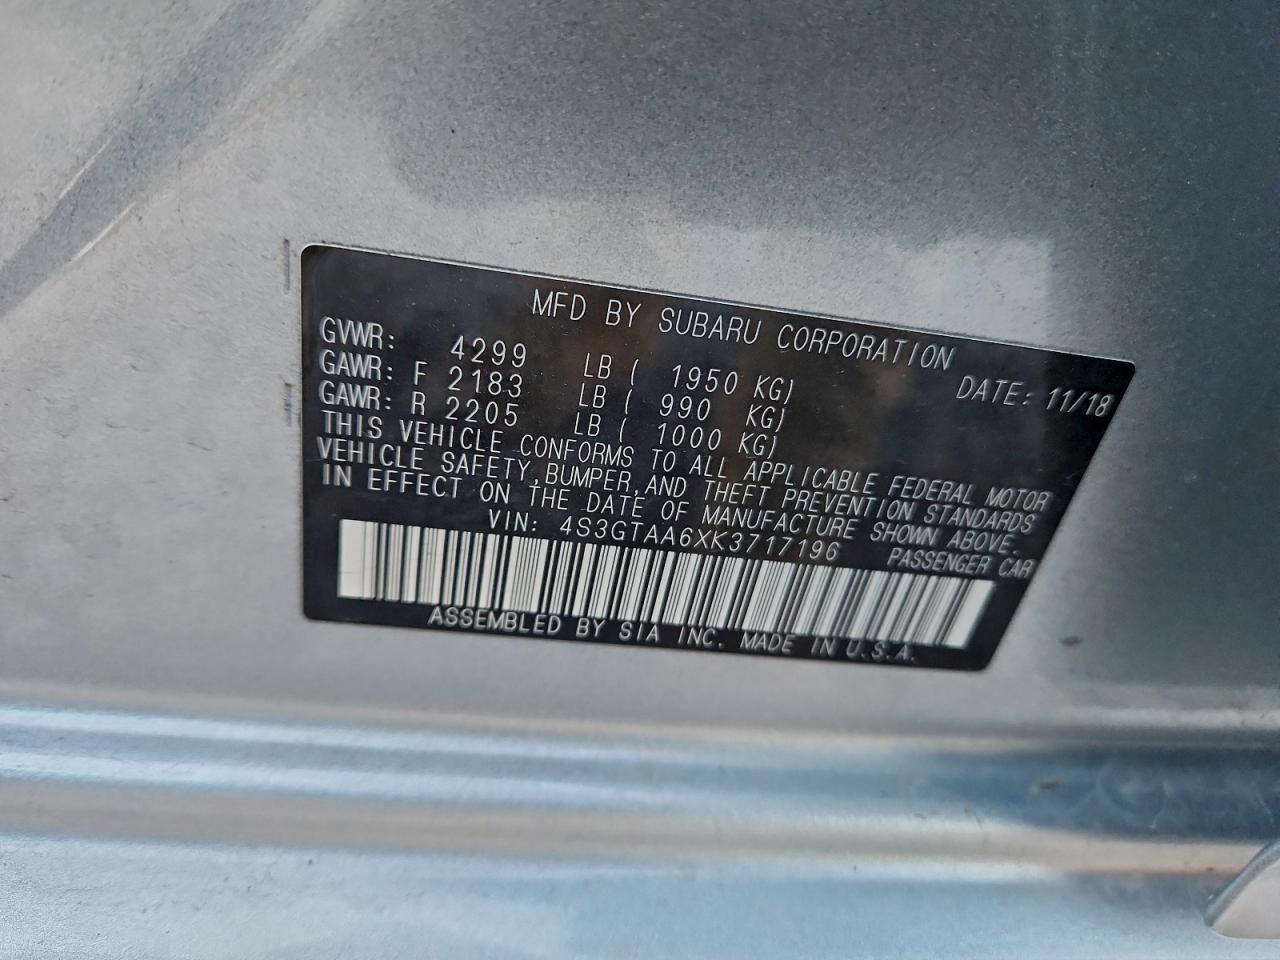 MFD BY SUBARU CORPORATION
DATE: 11/18
GVWR: 4299 LB ( 1950 KG)
GAWR: F 2183 LB ( 990 KG)
GAWR: R 2205 LB ( 1000 KG)
THIS VEHICLE CONFORMS TO ALL APPLICABLE FEDERAL MOTOR
VEHICLE SAFETY, BUMPER, AND THEFT PREVENTION STANDARDS
IN EFFECT ON THE DATE OF MANUFACTURE SHOWN ABOVE.
VIN: 4S3GTAA6XK3717196 PASSENGER CAR
ASSEMBLED BY SIA INC. MADE IN U.S.A.